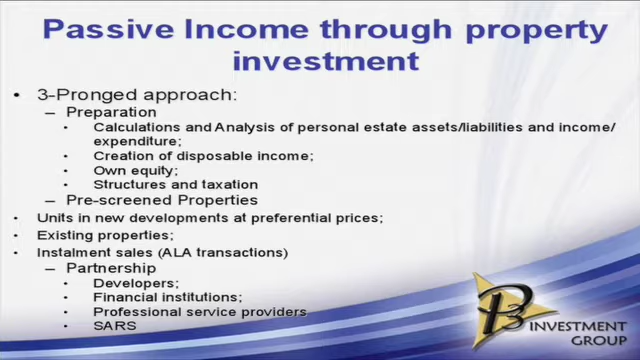 Passive Income through property
investment
• 3-Pronged approach:
– Preparation
• Calculations and Analysis of personal estate assets/liabilities and income/
expenditure;
• Creation of disposable income;
• Own equity;
• Structures and taxation
– Pre-screened Properties
• Units in new developments at preferential prices;
• Existing properties;
• Instalment sales (ALA transactions)
– Partnership
• Developers;
• Financial institutions;
• Professional service providers
• SARS
P3
INVESTMENT
GROUP